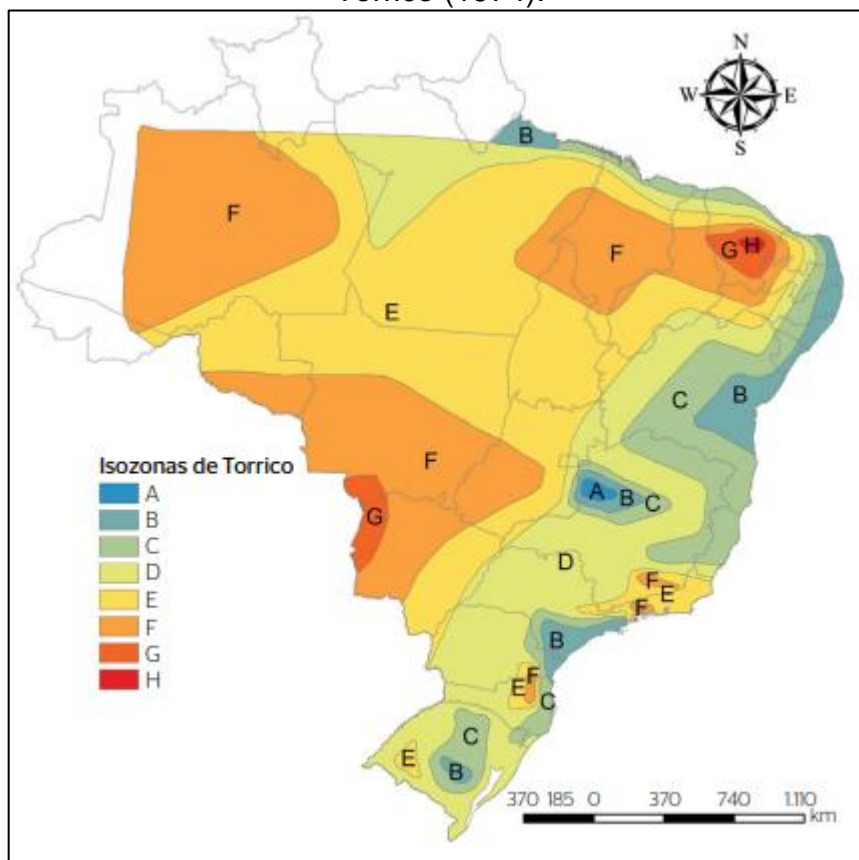 Torrico (1974).
N
W E
S
B
F
F
G H
E
C
B
F
A
B
C
G
D
F
E
F
B
F
E
C
C
E
B
Isozonas de Torrico
A
B
C
D
E
F
G
H
370 185 0 370 740 1.110
km